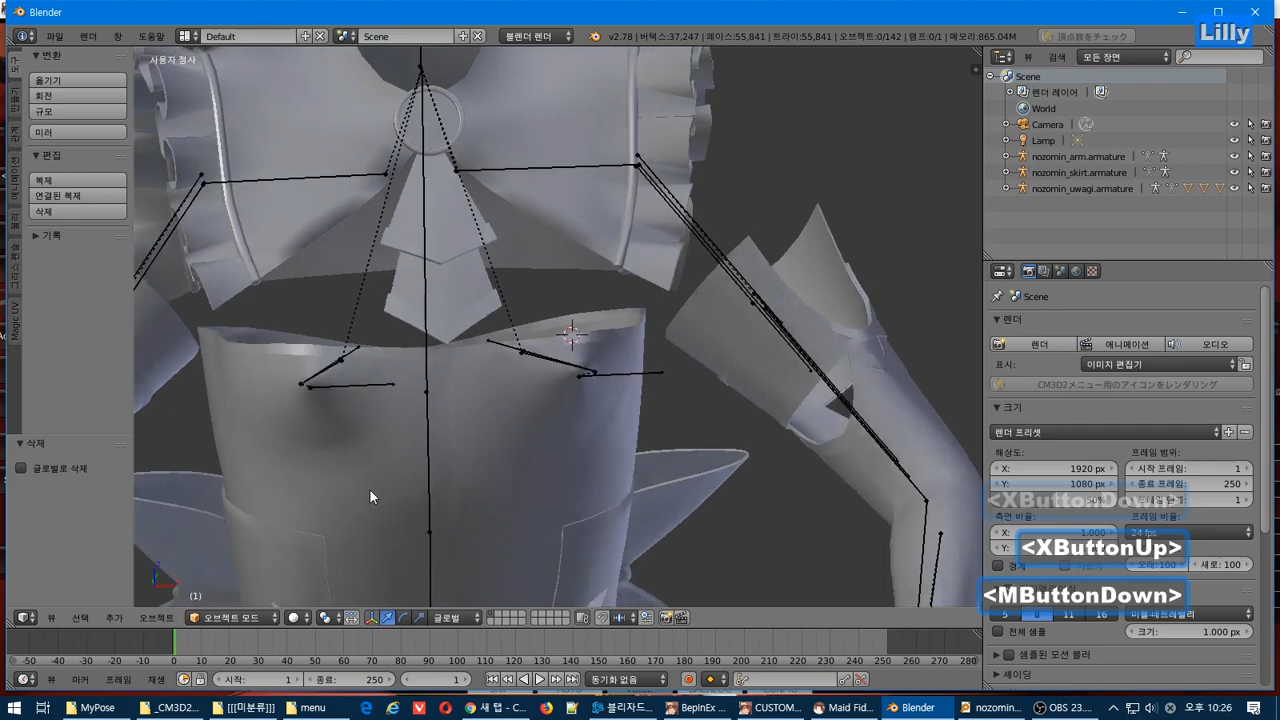 Blender
Lilly
파일 렌더 창 도움말 Default Scene 블렌더 렌더 v2.78 | 버텍스:37,247 | 페이스:55,841 | 트라이:55,841 | 오브젝트:0/142 | 램프:0/1 | 메모리:865.04M 頂点数をチェック
▼ 변환
옮기기
회전
규모
미러
▼ 편집
복제
연결된 복제
삭제
▶ 기록
Magic UV
▼ 삭제
글로벌로 삭제
사용자 정사
(1)
뷰 검색 모든 장면
Scene
렌더 레이어
World
Camera
Lamp
nozomin_arm.armature
nozomin_skirt.armature
nozomin_uwagi.armature
Scene
▼ 렌더
렌더 애니메이션 오디오
표시: 이미지 편집기
CM3D2メニュー用のアイコンをレンダリング
▼ 크기
렌더 프리셋
해상도: 프레임 범위:
X: 1920 px 시작 프레임: 1
Y: 1080 px 종료 프레임: 250
50% 1
<XButtonDown>
측면 비율: 프레임 비율:
X: 1.000 24 fps
Y:
<XButtonUp>
경계 오래:100 새로: 100
<MButtonDown>
5 8 11 16 미첼-네트레벨리
전체 샘플 크기: 1.000 px
▶ 샘플된 모션 블러
▶ 셰이딩
뷰 선택 추가 오브젝트 오브젝트 모드 글로벌
-50 -40 -30 -20 -10 0 10 20 30 40 50 60 70 80 90 100 110 120 130 140 150 160 170 180 190 200 210 220 230 240 250 260 270 280
뷰 마커 프레임 재생 시작: 1 종료: 250 1 동기화 없음
MyPose _CM3D2... [[[미분류]]] menu 새 탭 - C... 블리자드... BepInEx ... CUSTOM... Maid Fid... Blender nozomin... OBS 23.... 오후 10:26